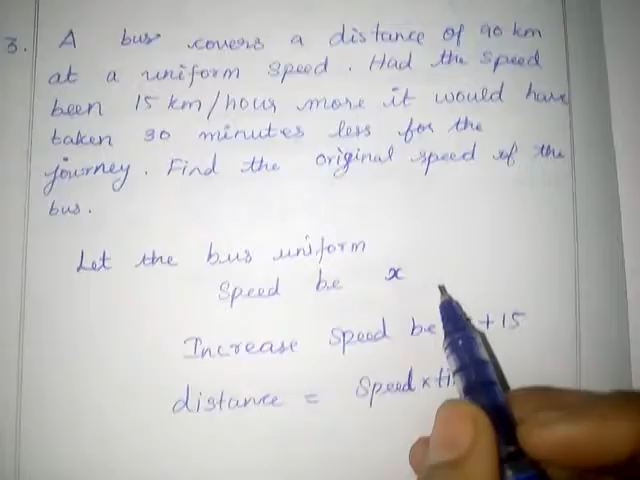 3. A bus covers a distance of 90 km
at a uniform speed. Had the speed
been 15 km/hour more it would have
taken 30 minutes less for the
journey. Find the original speed of the
bus.
Let the bus uniform
speed be x
Increase speed be +15
distance = Speed ×